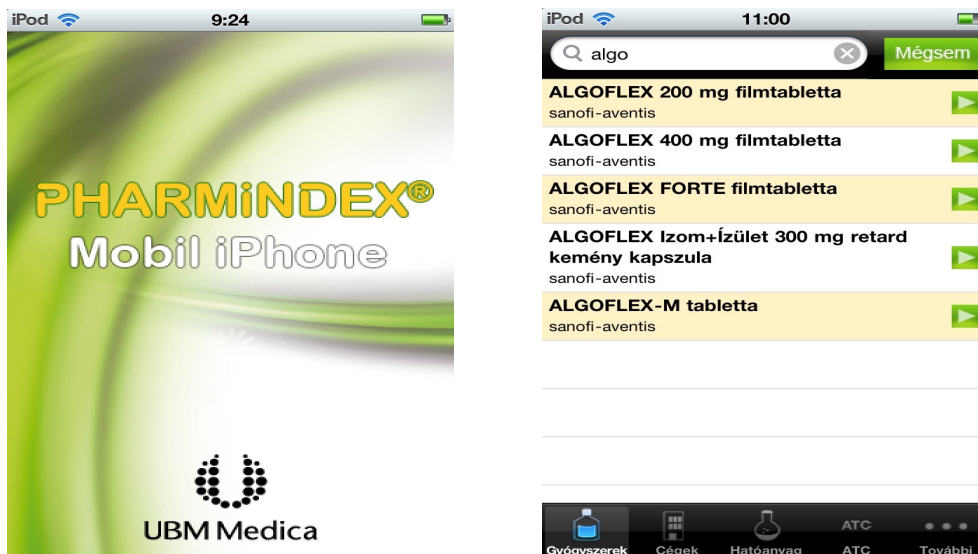 iPod 9:24
PHARMiNDEX®
Mobil iPhone
UBM Medica
iPod 11:00
algo Mégsem
ALGOFLEX 200 mg filmtabletta
sanofi-aventis
ALGOFLEX 400 mg filmtabletta
sanofi-aventis
ALGOFLEX FORTE filmtabletta
sanofi-aventis
ALGOFLEX Izom+Ízület 300 mg retard
kemény kapszula
sanofi-aventis
ALGOFLEX-M tabletta
sanofi-aventis
ATC
Gyógyszerek Cégek Hatóanyag ATC További